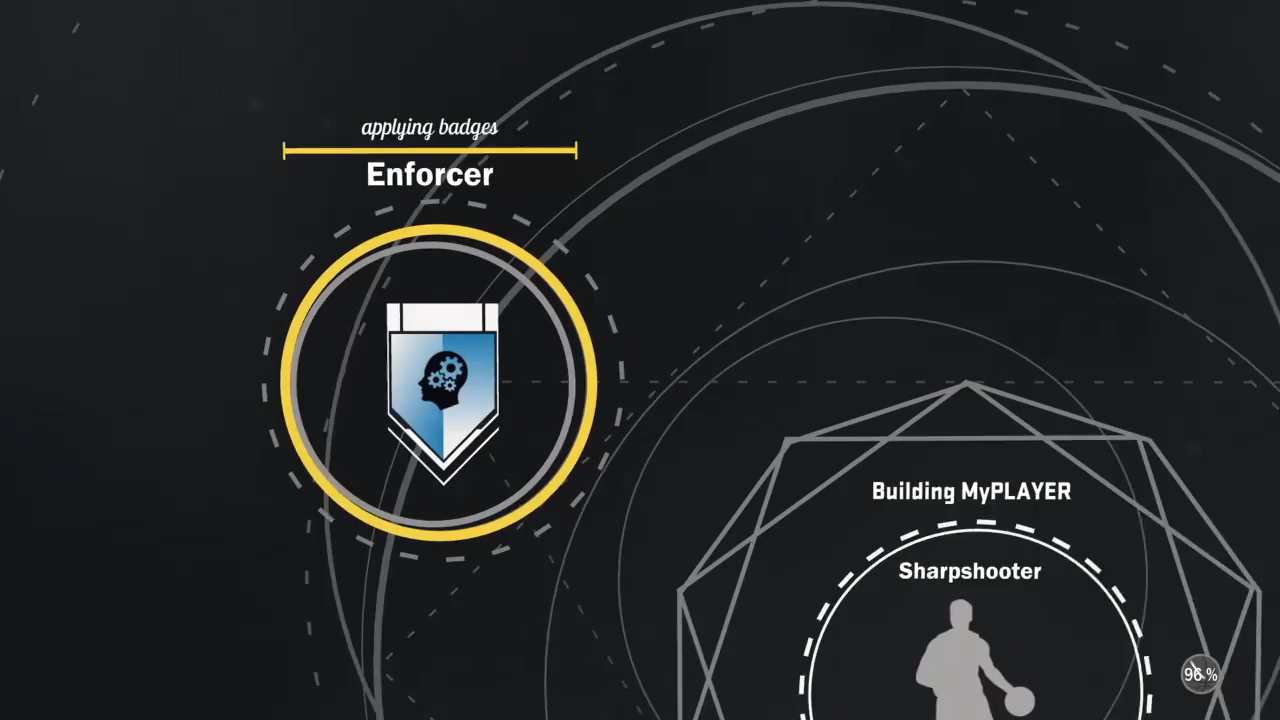 applying badges
Enforcer
Building MyPLAYER
Sharpshooter
96 %